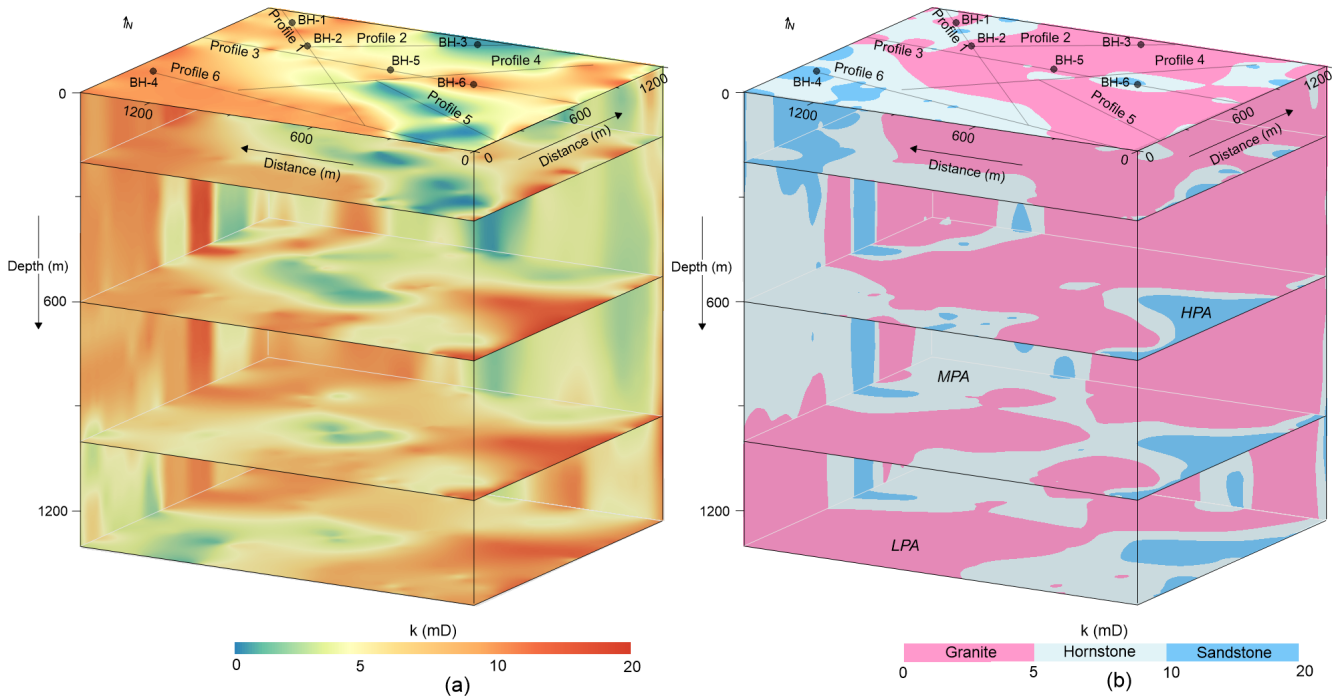 N
BH-1
Profile 1
BH-2
Profile 2
BH-3
Profile 3
Profile 4
BH-5
BH-4
Profile 6
BH-6
Profile 5
0
1200
600
0
0
600
1200
Distance (m)
Distance (m)
Depth (m)
600
1200
k (mD)
0
5
10
20
(a)
N
BH-1
Profile 1
BH-2
Profile 2
BH-3
Profile 3
Profile 4
BH-5
BH-4
Profile 6
BH-6
Profile 5
0
1200
600
0
0
600
1200
Distance (m)
Distance (m)
Depth (m)
600
HPA
MPA
1200
LPA
k (mD)
Granite
Hornstone
Sandstone
0
5
10
20
(b)